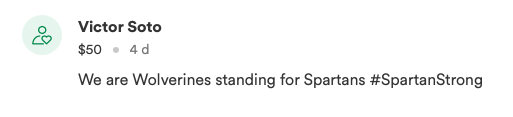 Victor Soto
$50 • 4 d
We are Wolverines standing for Spartans #SpartanStrong